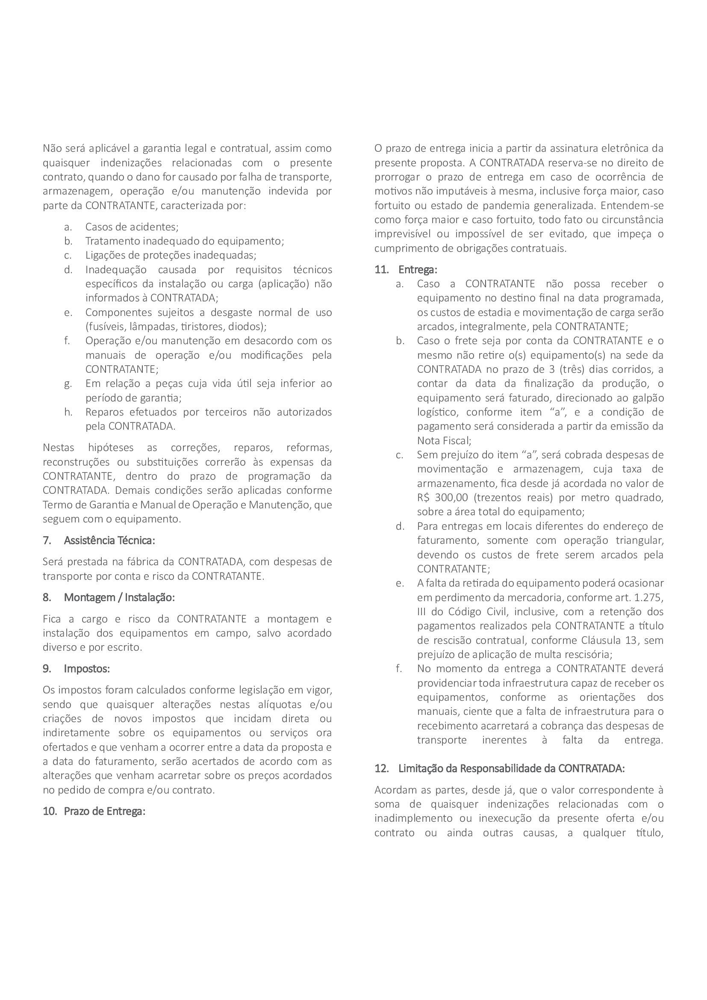 Não será aplicável a garantia legal e contratual, assim como
quaisquer indenizações relacionadas com o presente
contrato, quando o dano for causado por falha de transporte,
armazenagem, operação e/ou manutenção indevida por
parte da CONTRATANTE, caracterizada por:
a. Casos de acidentes;
b. Tratamento inadequado do equipamento;
c. Ligações de proteções inadequadas;
d. Inadequação causada por requisitos técnicos
específicos da instalação ou carga (aplicação) não
informados à CONTRATADA;
e. Componentes sujeitos a desgaste normal de uso
(fusíveis, lâmpadas, tiristores, diodos);
f. Operação e/ou manutenção em desacordo com os
manuais de operação e/ou modificações pela
CONTRATANTE;
g. Em relação a peças cuja vida útil seja inferior ao
período de garantia;
h. Reparos efetuados por terceiros não autorizados
pela CONTRATADA.
Nestas hipóteses as correções, reparos, reformas,
reconstruções ou substituições correrão às expensas da
CONTRATANTE, dentro do prazo de programação da
CONTRATADA. Demais condições serão aplicadas conforme
Termo de Garantia e Manual de Operação e Manutenção, que
seguem com o equipamento.
7. Assistência Técnica:
Será prestada na fábrica da CONTRATADA, com despesas de
transporte por conta e risco da CONTRATANTE.
8. Montagem / Instalação:
Fica a cargo e risco da CONTRATANTE a montagem e
instalação dos equipamentos em campo, salvo acordado
diverso e por escrito.
9. Impostos:
Os impostos foram calculados conforme legislação em vigor,
sendo que quaisquer alterações nestas alíquotas e/ou
criações de novos impostos que incidam direta ou
indiretamente sobre os equipamentos ou serviços ora
ofertados e que venham a ocorrer entre a data da proposta e
a data do faturamento, serão acertados de acordo com as
alterações que venham acarretar sobre os preços acordados
no pedido de compra e/ou contrato.
10. Prazo de Entrega:
O prazo de entrega inicia a partir da assinatura eletrônica da
presente proposta. A CONTRATADA reserva-se no direito de
prorrogar o prazo de entrega em caso de ocorrência de
motivos não imputáveis à mesma, inclusive força maior, caso
fortuito ou estado de pandemia generalizada. Entendem-se
como força maior e caso fortuito, todo fato ou circunstância
imprevisível ou impossível de ser evitado, que impeça o
cumprimento de obrigações contratuais.
11. Entrega:
a. Caso a CONTRATANTE não possa receber o
equipamento no destino final na data programada,
os custos de estadia e movimentação de carga serão
arcados, integralmente, pela CONTRATANTE;
b. Caso o frete seja por conta da CONTRATANTE e o
mesmo não retire o(s) equipamento(s) na sede da
CONTRATADA no prazo de 3 (três) dias corridos, a
contar da data da finalização da produção, o
equipamento será faturado, direcionado ao galpão
logístico, conforme item “a”, e a condição de
pagamento será considerada a partir da emissão da
Nota Fiscal;
c. Sem prejuízo do item “a”, será cobrada despesas de
movimentação e armazenagem, cuja taxa de
armazenamento, fica desde já acordada no valor de
R$ 300,00 (trezentos reais) por metro quadrado,
sobre a área total do equipamento;
d. Para entregas em locais diferentes do endereço de
faturamento, somente com operação triangular,
devendo os custos de frete serem arcados pela
CONTRATANTE;
e. A falta da retirada do equipamento poderá ocasionar
em perdimento da mercadoria, conforme art. 1.275,
III do Código Civil, inclusive, com a retenção dos
pagamentos realizados pela CONTRATANTE a título
de rescisão contratual, conforme Cláusula 13, sem
prejuízo de aplicação de multa rescisória;
f. No momento da entrega a CONTRATANTE deverá
providenciar toda infraestrutura capaz de receber os
equipamentos, conforme as orientações dos
manuais, ciente que a falta de infraestrutura para o
recebimento acarretará a cobrança das despesas de
transporte inerentes à falta da entrega.
12. Limitação da Responsabilidade da CONTRATADA:
Acordam as partes, desde já, que o valor correspondente à
soma de quaisquer indenizações relacionadas com o
inadimplemento ou inexecução da presente oferta e/ou
contrato ou ainda outras causas, a qualquer título,